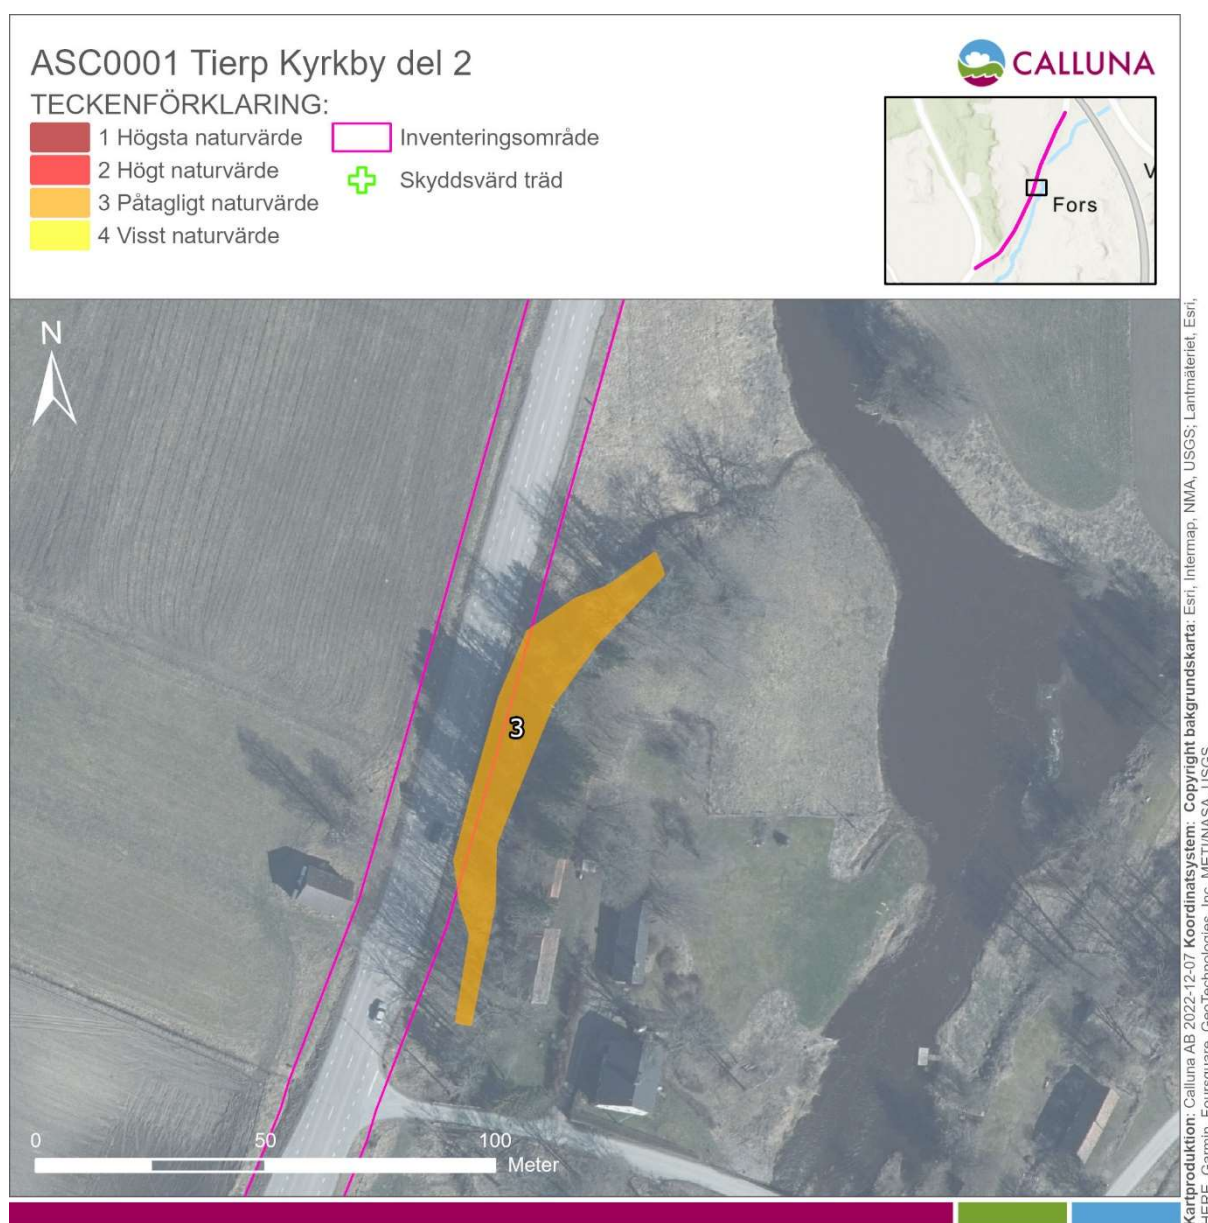 ASC0001 Tierp Kyrkby del 2
TECKENFÖRKLARING:
1 Högsta naturvärde
2 Högt naturvärde
3 Påtagligt naturvärde
4 Visst naturvärde
Inventeringsområde
Skyddsvärd träd
CALLUNA
Fors
V
N
3
0 50 100
Meter
Kartproduktion: Calluna AB 2022-12-07 Koordinatsystem: Copyright bakgrundskarta: Esri, Intermap, NMA, USGS; Lantmäteriet, Esri,
HERE, Garmin, Foursquare, GeoTechnologies, Inc, METI/NASA, USGS